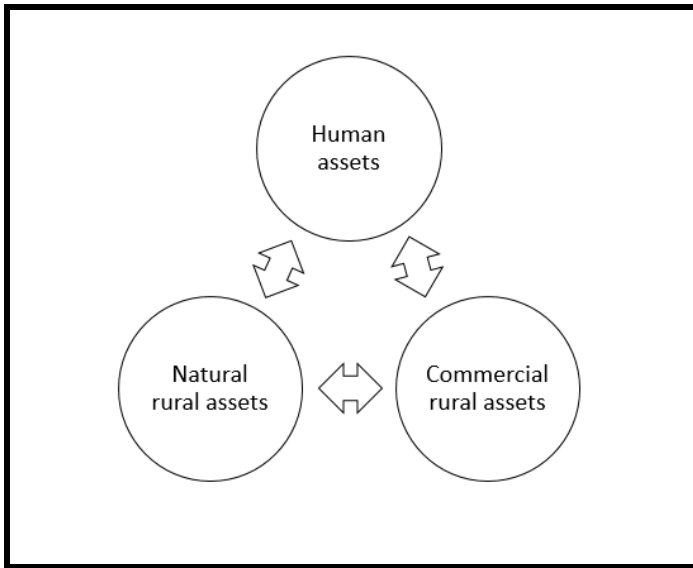 Human
assets
Natural
rural assets
Commercial
rural assets